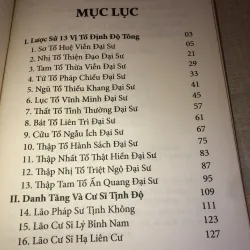 MỤC LỤC
I. Lược Sử 13 Vị Tổ Định Độ Tông 03
1. Sơ Tổ Huệ Viễn Đại Sư 05
2. Nhị Tổ Thiện Đạo Đại Sư 21
3. Tam Tổ Thừa Viễn Đại Sư 35
4. Tứ Tổ Pháp Chiếu Đại Sư 41
5. Ngũ Tổ Thiếu Khang Đại Sư 45
6. Lục Tổ Vĩnh Minh Đại Sư 51
7. Thất Tổ Tỉnh Thường Đại Sư 57
8. Bát Tổ Liên Trì Đại Sư 61
9. Cửu Tổ Ngẫu Ích Đại Sư 67
10. Thập Tổ Hành Sách Đại Sư 75
11. Thập Nhất Tổ Thật Hiền Đại Sư 83
12. Thập Nhị Tổ Triệt Ngộ Đại Sư 87
13. Thập Tam Tổ Ấn Quang Đại Sư 95
II. Danh Tăng Và Cư Sĩ Tịnh Độ 109
14. Lão Pháp Sư Tịnh Không 111
15. Lão Cư Sĩ Lý Bỉnh Nam 123
16. Lão Cư Sĩ Hạ Liên Cư 127